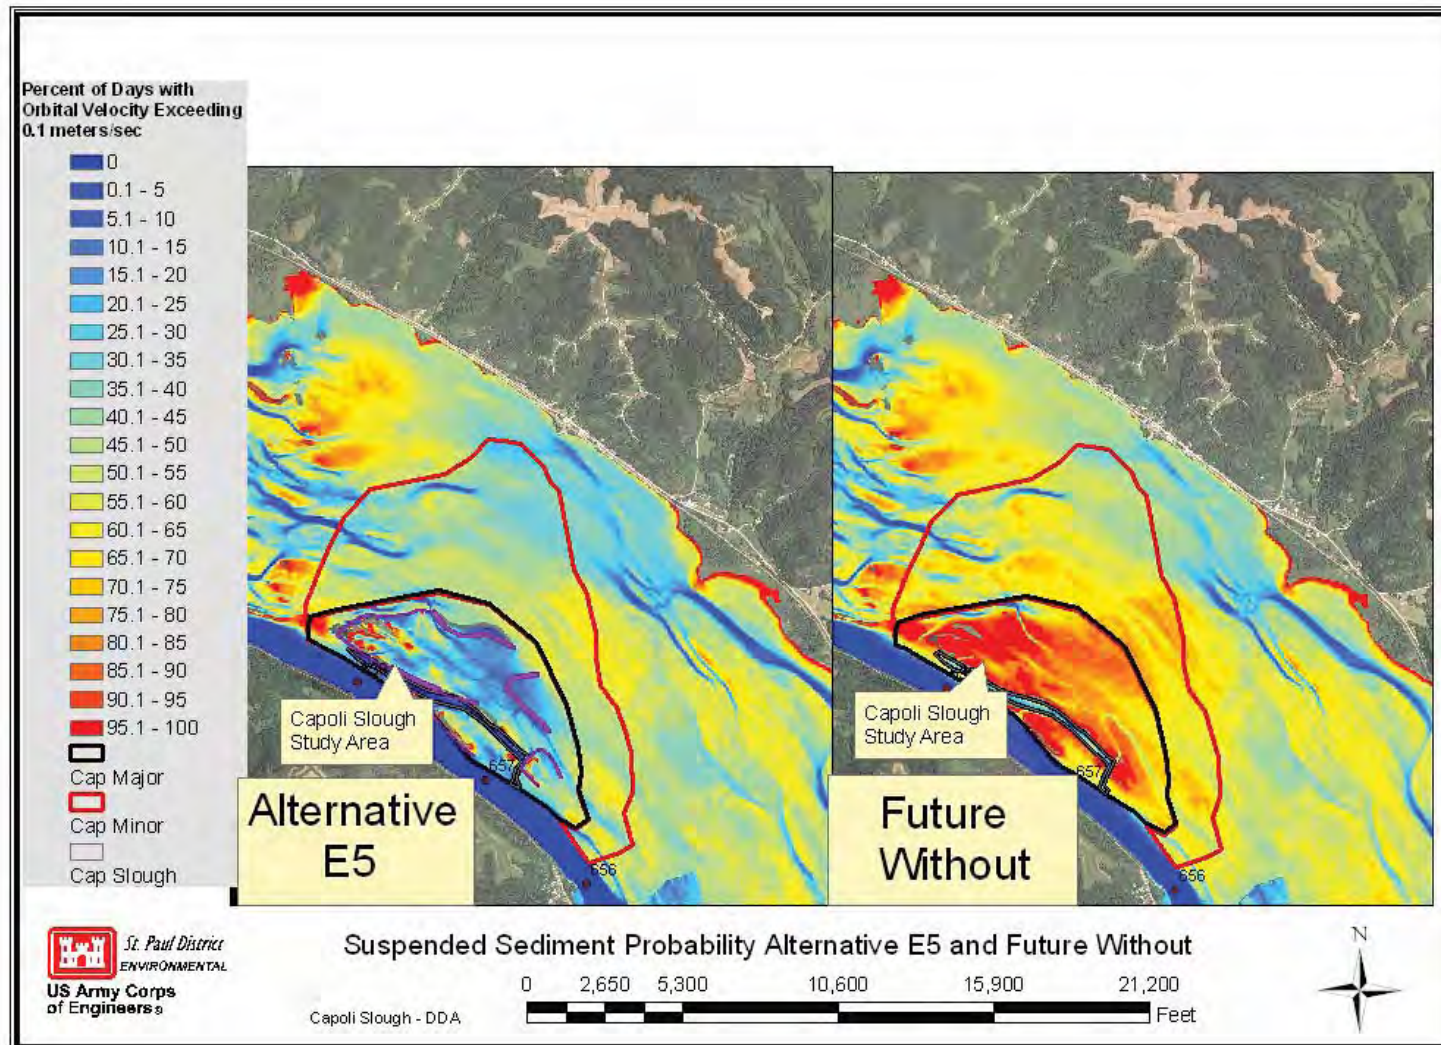 Percent of Days with
Orbital Velocity Exceeding
0.1 meters/sec
0
0.1 - 5
5.1 - 10
10.1 - 15
15.1 - 20
20.1 - 25
25.1 - 30
30.1 - 35
35.1 - 40
40.1 - 45
45.1 - 50
50.1 - 55
55.1 - 60
60.1 - 65
65.1 - 70
70.1 - 75
75.1 - 80
80.1 - 85
85.1 - 90
90.1 - 95
95.1 - 100
Cap Major
Cap Minor
Cap Slough
Capoli Slough
Study Area
657
Alternative
E5
656
Capoli Slough
Study Area
657
Future
Without
656
St. Paul District
ENVIRONMENTAL
US Army Corps
of Engineers®
Suspended Sediment Probability Alternative E5 and Future Without
0 2,650 5,300 10,600 15,900 21,200
Feet
Capoli Slough - DDA
N